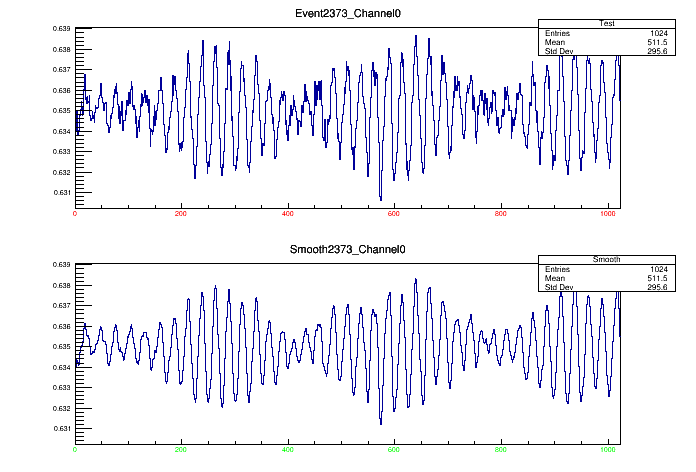 Event2373_Channel0
Test
Entries 1024
Mean 511.5
Std Dev 295.6
0.639
0.638
0.637
0.636
0.635
0.634
0.633
0.632
0.631
0 200 400 600 800 1000
Smooth2373_Channel0
Smooth
Entries 1024
Mean 511.5
Std Dev 295.6
0.639
0.638
0.637
0.636
0.635
0.634
0.633
0.632
0.631
0 200 400 600 800 1000